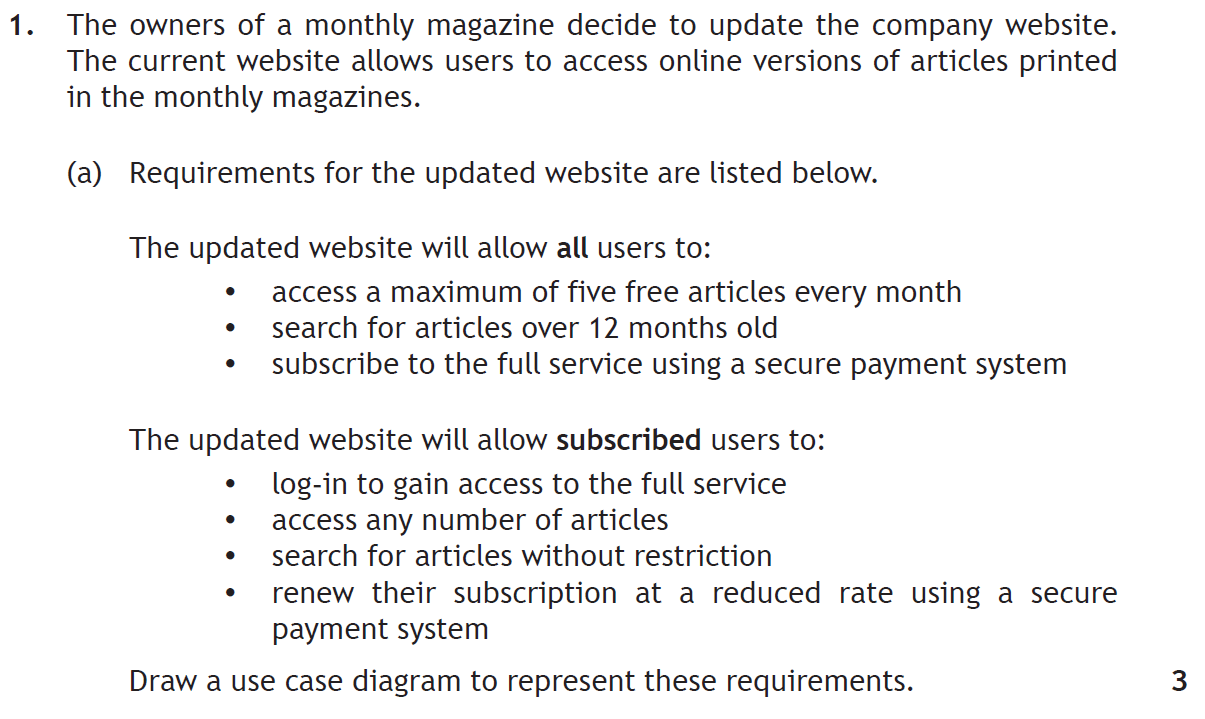 1. The owners of a monthly magazine decide to update the company website.
The current website allows users to access online versions of articles printed
in the monthly magazines.
(a) Requirements for the updated website are listed below.
The updated website will allow all users to:
• access a maximum of five free articles every month
• search for articles over 12 months old
• subscribe to the full service using a secure payment system
The updated website will allow subscribed users to:
• log-in to gain access to the full service
• access any number of articles
• search for articles without restriction
• renew their subscription at a reduced rate using a secure
payment system
Draw a use case diagram to represent these requirements. 3